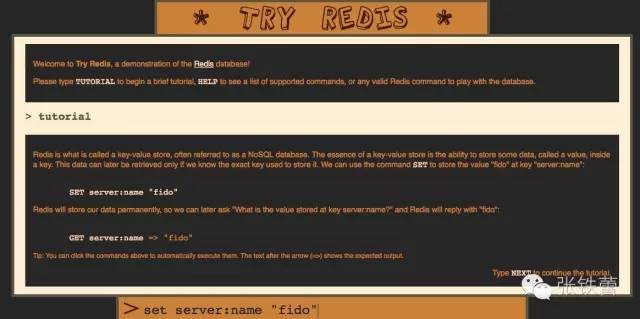 * TRY REDIS *
Welcome to Try Redis, a demonstration of the Redis database!
Please type TUTORIAL to begin a brief tutorial, HELP to see a list of supported commands, or any valid Redis command to play with the database.
> tutorial
Redis is what is called a key-value store, often referred to as a NoSQL database. The essence of a key-value store is the ability to store some data, called a value, inside
a key. This data can later be retrieved only if we know the exact key used to store it. We can use the command SET to store the value "fido" at key "server:name":
SET server:name "fido"
Redis will store our data permanently, so we can later ask "What is the value stored at key server:name?" and Redis will reply with "fido":
GET server:name => "fido"
Tip: You can click the commands above to automatically execute them. The text after the arrow (=>) shows the expected output.
Type NEXT to continue the tutorial.
张铁蕾
> set server:name "fido"